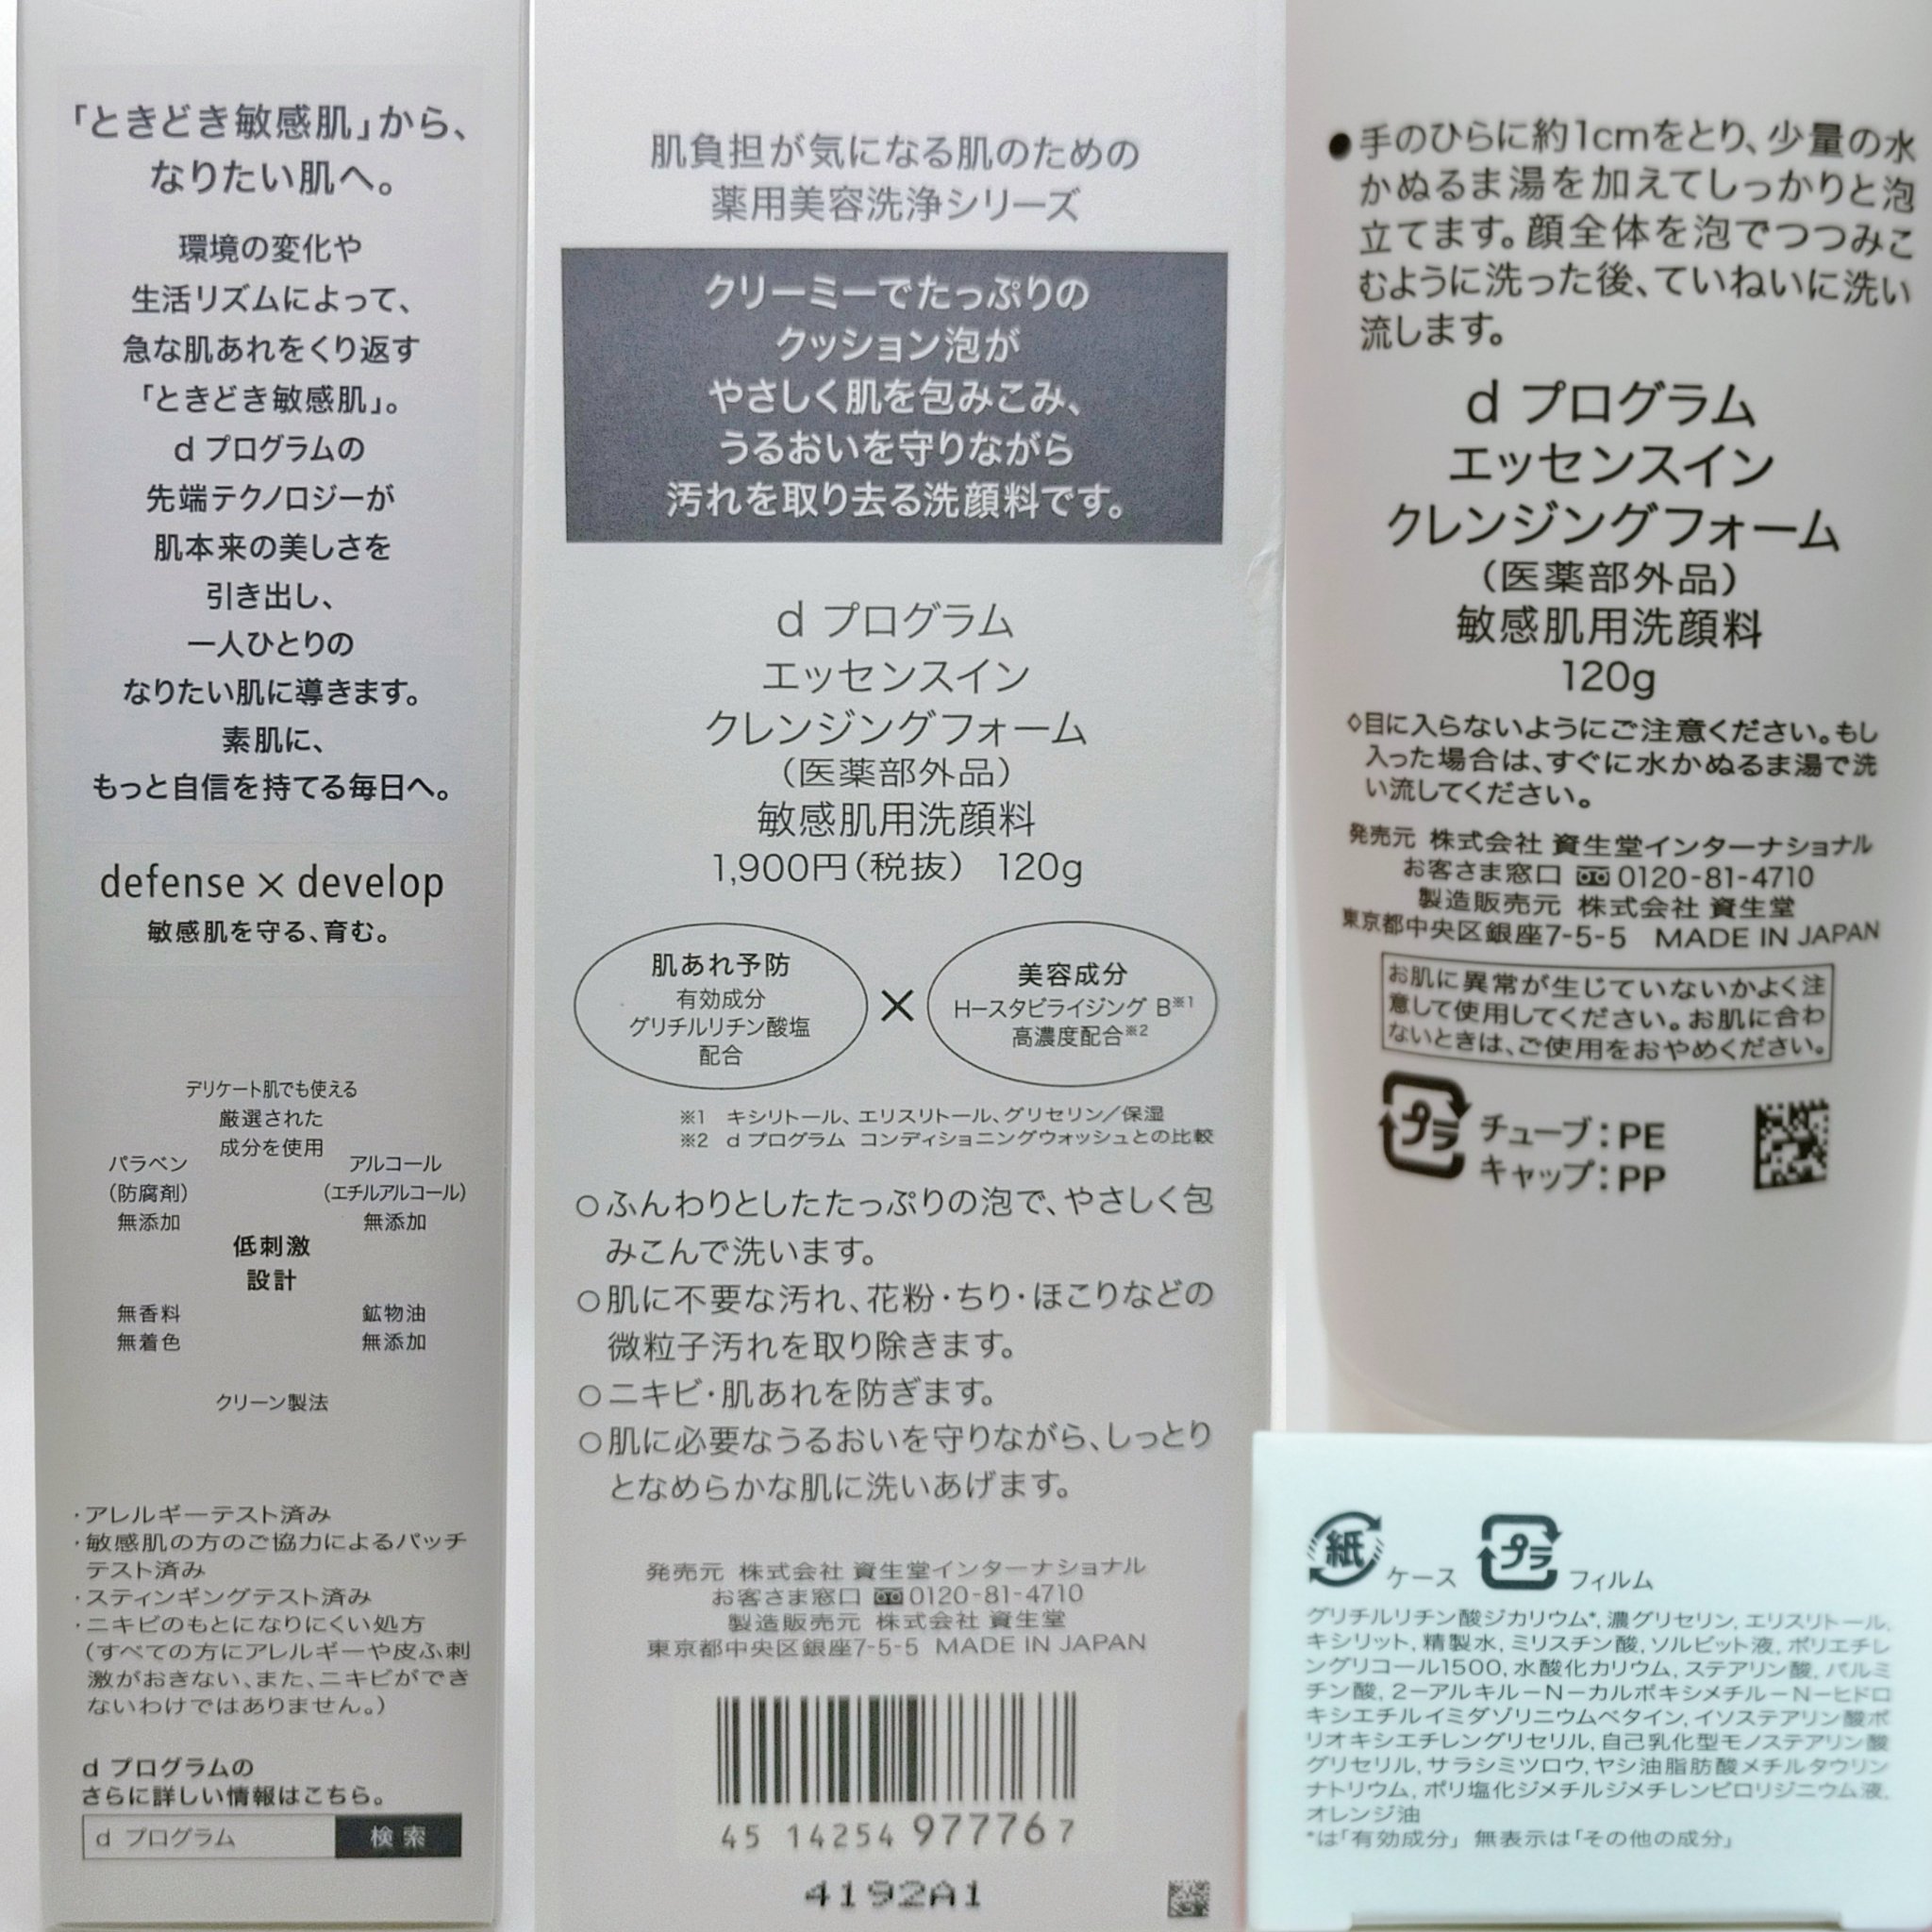 「ときどき敏感肌」から、
なりたい肌へ。
環境の変化や
生活リズムによって、
急な肌あれをくり返す
「ときどき敏感肌」。
d プログラムの
先端テクノロジーが
肌本来の美しさを
引き出し、
一人ひとりの
なりたい肌に導きます。
素肌に、
もっと自信を持てる毎日へ。
defense × develop
敏感肌を守る、育む。
デリケート肌でも使える
厳選された
成分を使用
パラベン
(防腐剤)
無添加
アルコール
(エチルアルコール)
無添加
低刺激
設計
無香料
無着色
鉱物油
無添加
クリーン製法
・アレルギーテスト済み
・敏感肌の方のご協力によるパッチ
テスト済み
・スティンギングテスト済み
・ニキビのもとになりにくい処方
(すべての方にアレルギーや皮ふ刺
激がおきない、また、ニキビができ
ないわけではありません。)
d プログラムの
さらに詳しい情報はこちら。
d プログラム 検索
肌負担が気になる肌のための
薬用美容洗浄シリーズ
クリーミーでたっぷりの
クッション泡が
やさしく肌を包みこみ、
うるおいを守りながら
汚れを取り去る洗顔料です。
d プログラム
エッセンスイン
クレンジングフォーム
(医薬部外品)
敏感肌用洗顔料
1,900円(税抜) 120g
肌あれ予防
有効成分
グリチルリチン酸塩
配合
×
美容成分
H-スタビライジング B※1
高濃度配合※2
※1 キシリトール、エリスリトール、グリセリン/保湿
※2 d プログラム コンディショニングウォッシュとの比較
○ふんわりとしたたっぷりの泡で、やさしく包
みこんで洗います。
○肌に不要な汚れ、花粉・ちり・ほこりなどの
微粒子汚れを取り除きます。
○ニキビ・肌あれを防ぎます。
○肌に必要なうるおいを守りながら、しっとり
となめらかな肌に洗いあげます。
発売元 株式会社 資生堂インターナショナル
お客さま窓口 0120-81-4710
製造販売元 株式会社 資生堂
東京都中央区銀座7-5-5 MADE IN JAPAN
45 14254 977767
4192A1
●手のひらに約1cmをとり、少量の水
かぬるま湯を加えてしっかりと泡
立てます。顔全体を泡でつつみこ
むように洗った後、ていねいに洗い
流します。
d プログラム
エッセンスイン
クレンジングフォーム
(医薬部外品)
敏感肌用洗顔料
120g
◇目に入らないようにご注意ください。もし
入った場合は、すぐに水かぬるま湯で洗
い流してください。
発売元 株式会社 資生堂インターナショナル
お客さま窓口 0120-81-4710
製造販売元 株式会社 資生堂
東京都中央区銀座7-5-5 MADE IN JAPAN
お肌に異常が生じていないかよく注
意して使用してください。お肌に合わ
ないときは、ご使用をおやめください。
プラ チューブ:PE
キャップ:PP
紙 ケース プラ フィルム
グリチルリチン酸ジカリウム*, 濃グリセリン, エリスリトール,
キシリット, 精製水, ミリスチン酸, ソルビット液, ポリエチレ
ングリコール1500, 水酸化カリウム, ステアリン酸, パルミ
チン酸, 2-アルキル-N-カルボキシメチル-N-ヒドロ
キシエチルイミダゾリニウムベタイン, イソステアリン酸ポ
リオキシエチレングリセリル, 自己乳化型モノステアリン酸
グリセリル, サラシミツロウ, ヤシ油脂肪酸メチルタウリン
ナトリウム, ポリ塩化ジメチルジメチレンピロリジニウム液,
オレンジ油
*は「有効成分」 無表示は「その他の成分」